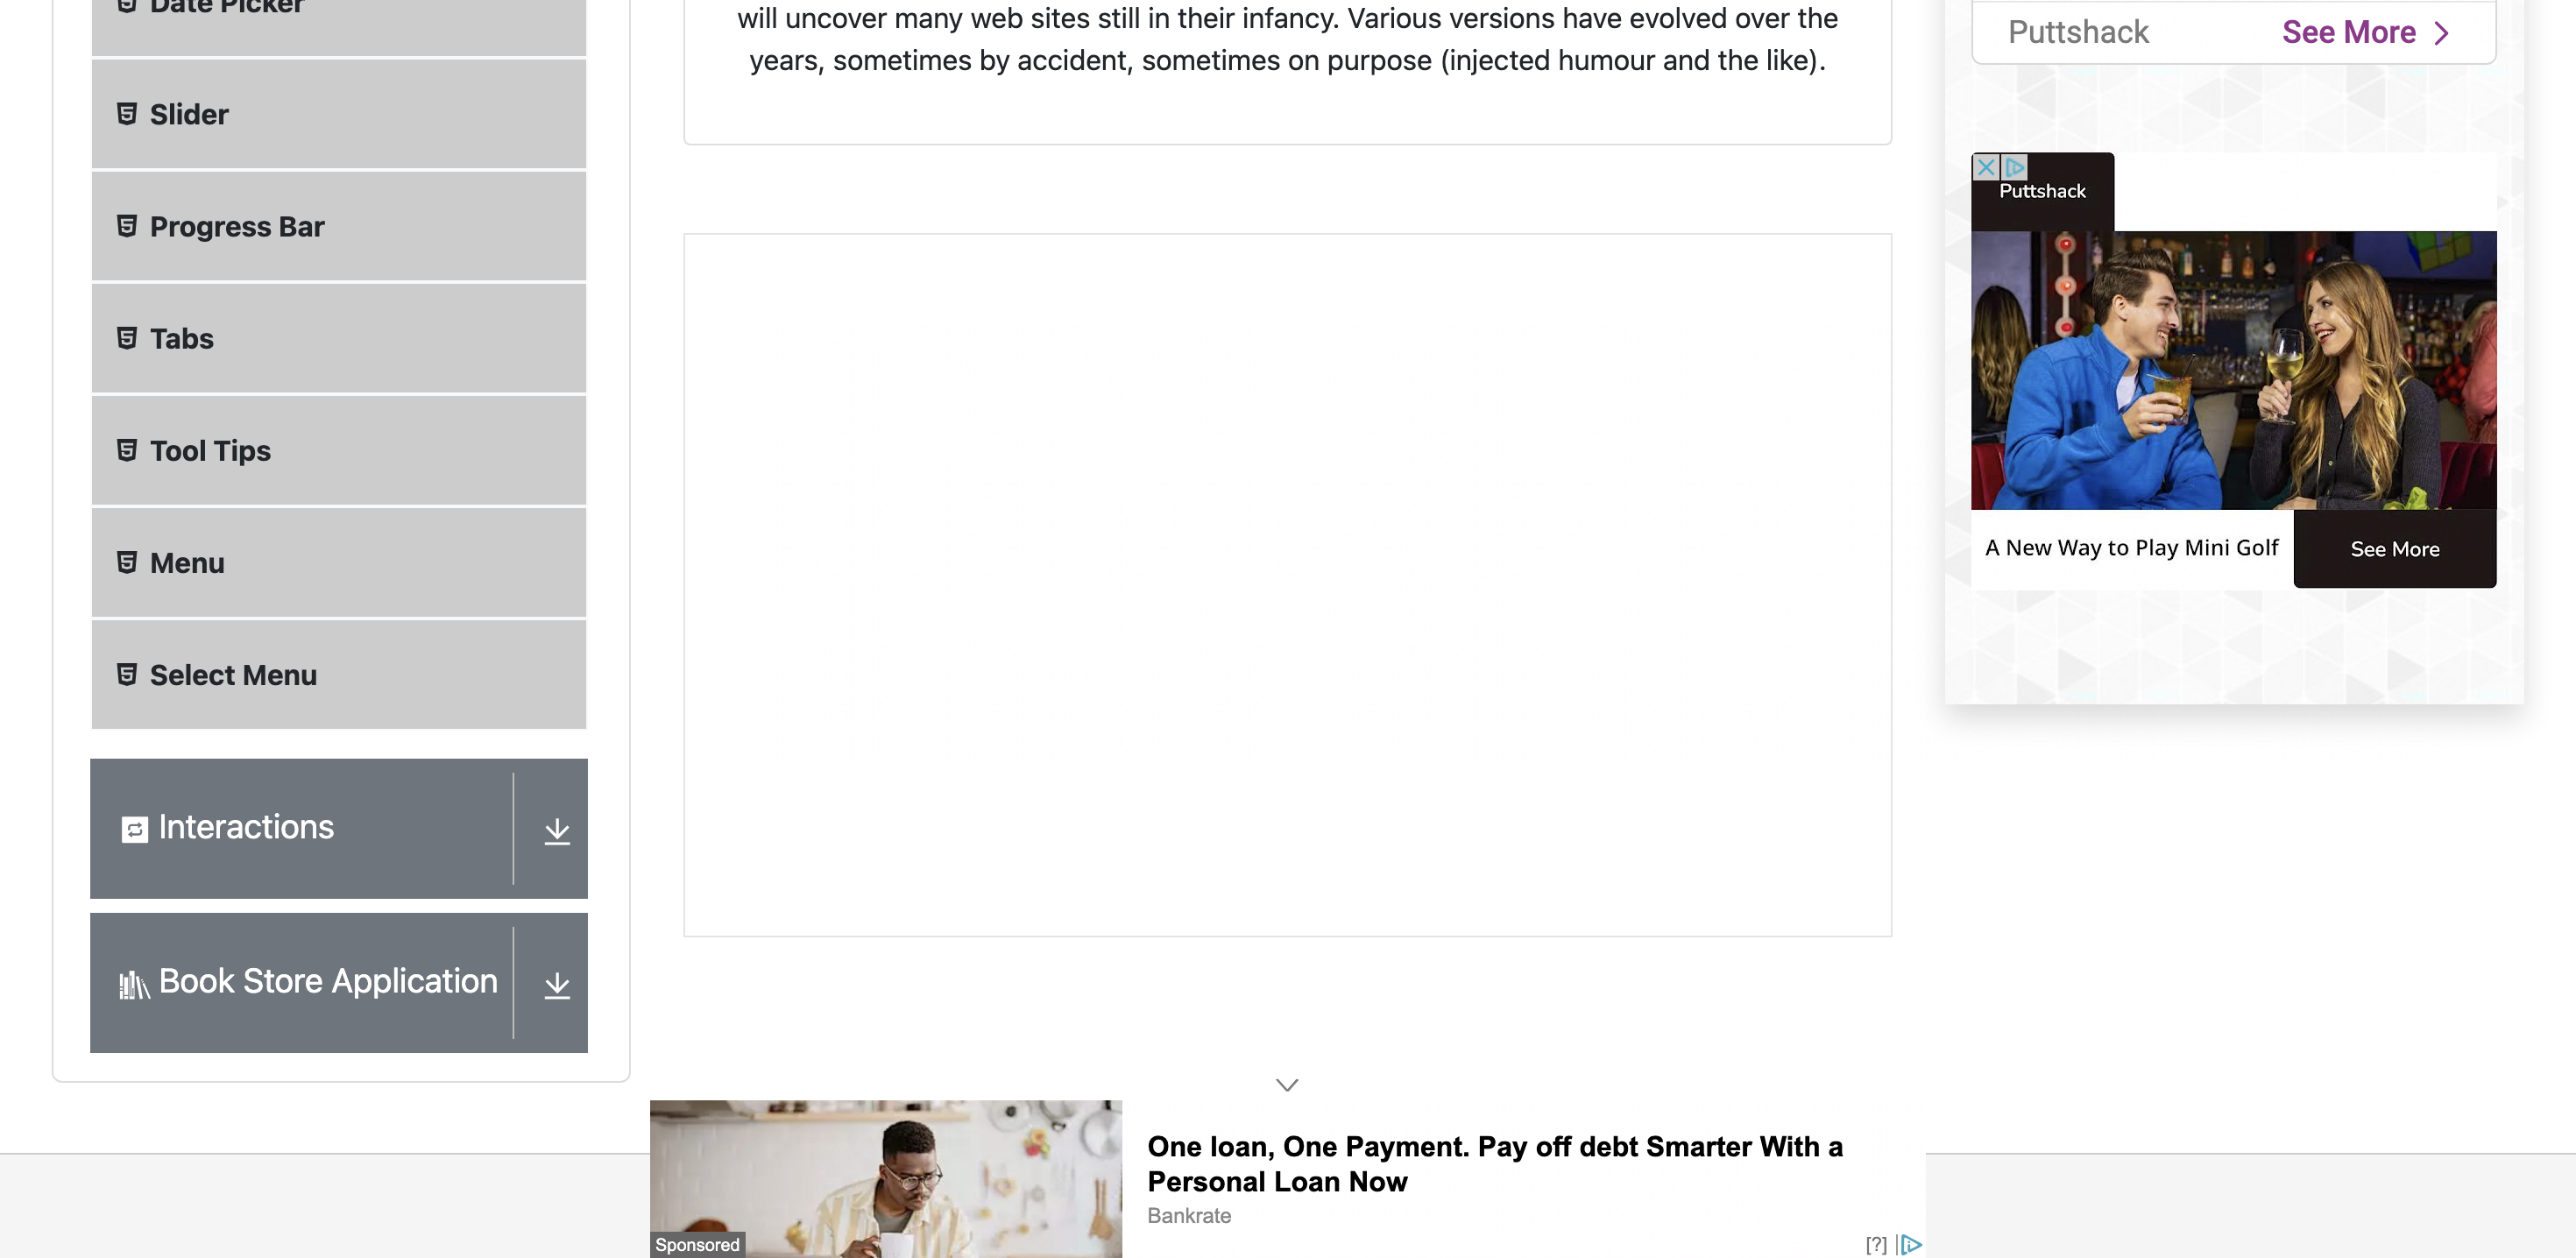 Date Picker
Slider
Progress Bar
Tabs
Tool Tips
Menu
Select Menu
Interactions
Book Store Application
will uncover many web sites still in their infancy. Various versions have evolved over the
years, sometimes by accident, sometimes on purpose (injected humour and the like).
Puttshack
See More
Puttshack
A New Way to Play Mini Golf
See More
One loan, One Payment. Pay off debt Smarter With a
Personal Loan Now
Bankrate
Sponsored
[?]